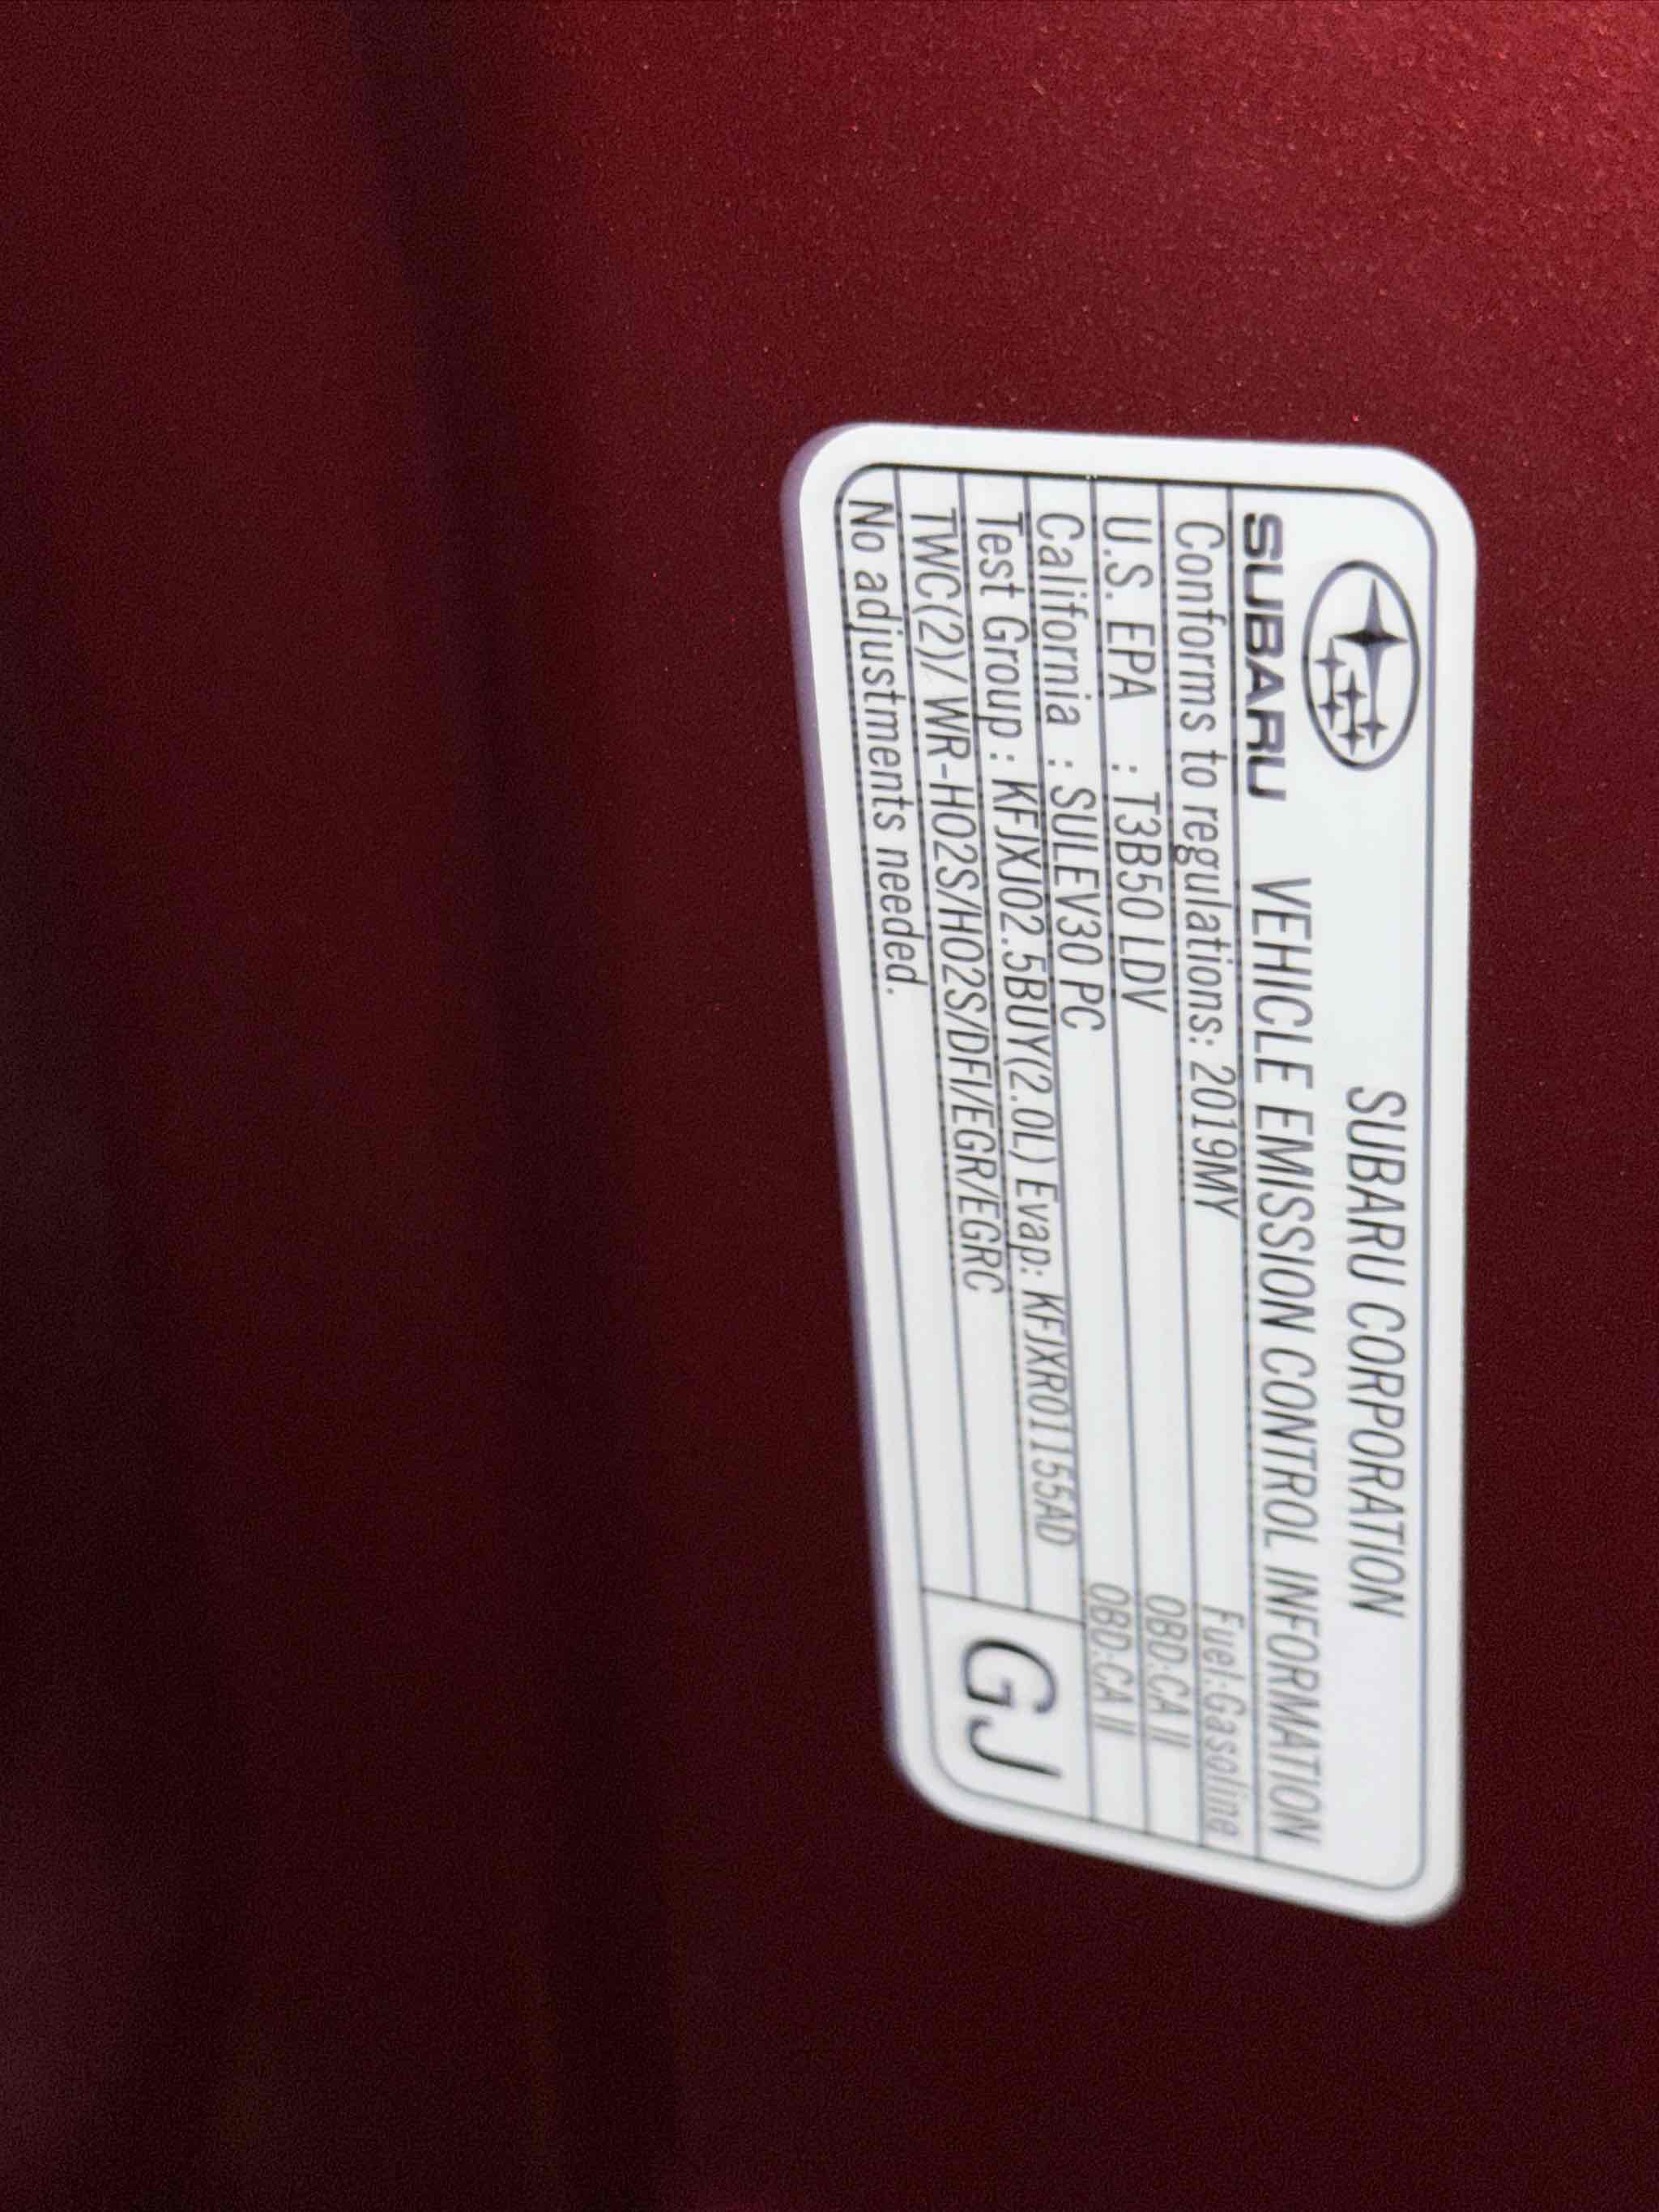 SUBARU CORPORATION
SUBARU VEHICLE EMISSION CONTROL INFORMATION
Conforms to regulations: 2019MY Fuel:Gasoline
U.S. EPA : T3B50 LDV OBD:CA II
California : SULEV30 PC OBD:CA II
Test Group : KFJXJ02.5BUY(2.0L) Evap: KFJXR01155AD
TWC(2)/ WR-HO2S/HO2S/DFI/EGR/EGRC
No adjustments needed.
GJ